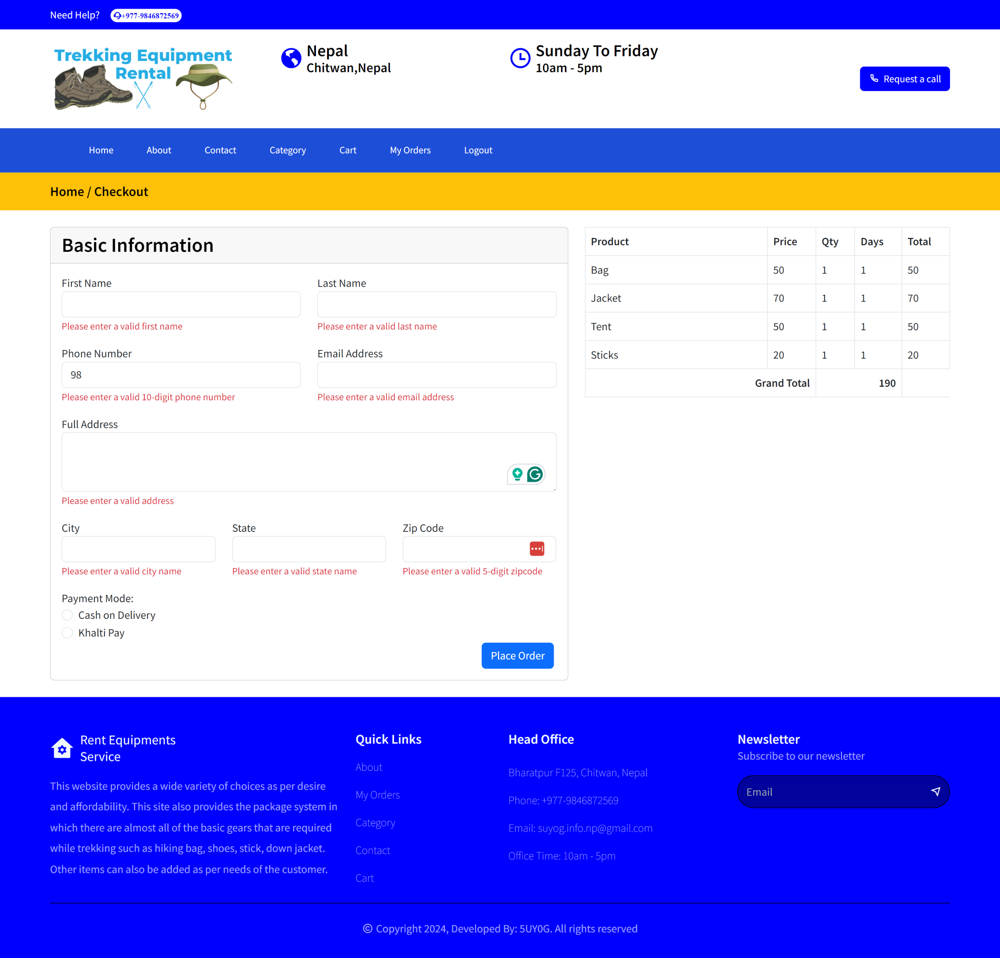 Need Help? +977-9846872569
Trekking Equipment
Rental
Nepal
Chitwan,Nepal
Sunday To Friday
10am - 5pm
Request a call
Home About Contact Category Cart My Orders Logout
Home / Checkout
Basic Information
First Name Last Name
Please enter a valid first name Please enter a valid last name
Phone Number Email Address
98
Please enter a valid 10-digit phone number Please enter a valid email address
Full Address
Please enter a valid address
City State Zip Code
Please enter a valid city name Please enter a valid state name Please enter a valid 5-digit zipcode
Payment Mode:
Cash on Delivery
Khalti Pay
Place Order
Product Price Qty Days Total
Bag 50 1 1 50
Jacket 70 1 1 70
Tent 50 1 1 50
Sticks 20 1 1 20
Grand Total 190
Rent Equipments
Service
This website provides a wide variety of choices as per desire
and affordability. This site also provides the package system in
which there are almost all of the basic gears that are required
while trekking such as hiking bag, shoes, stick, down jacket.
Other items can also be added as per needs of the customer.
Quick Links
About
My Orders
Category
Contact
Cart
Head Office
Bharatpur F125, Chitwan, Nepal
Phone: +977-9846872569
Email: suyog.info.np@gmail.com
Office Time: 10am - 5pm
Newsletter
Subscribe to our newsletter
Email
© Copyright 2024, Developed By: 5UY0G. All rights reserved